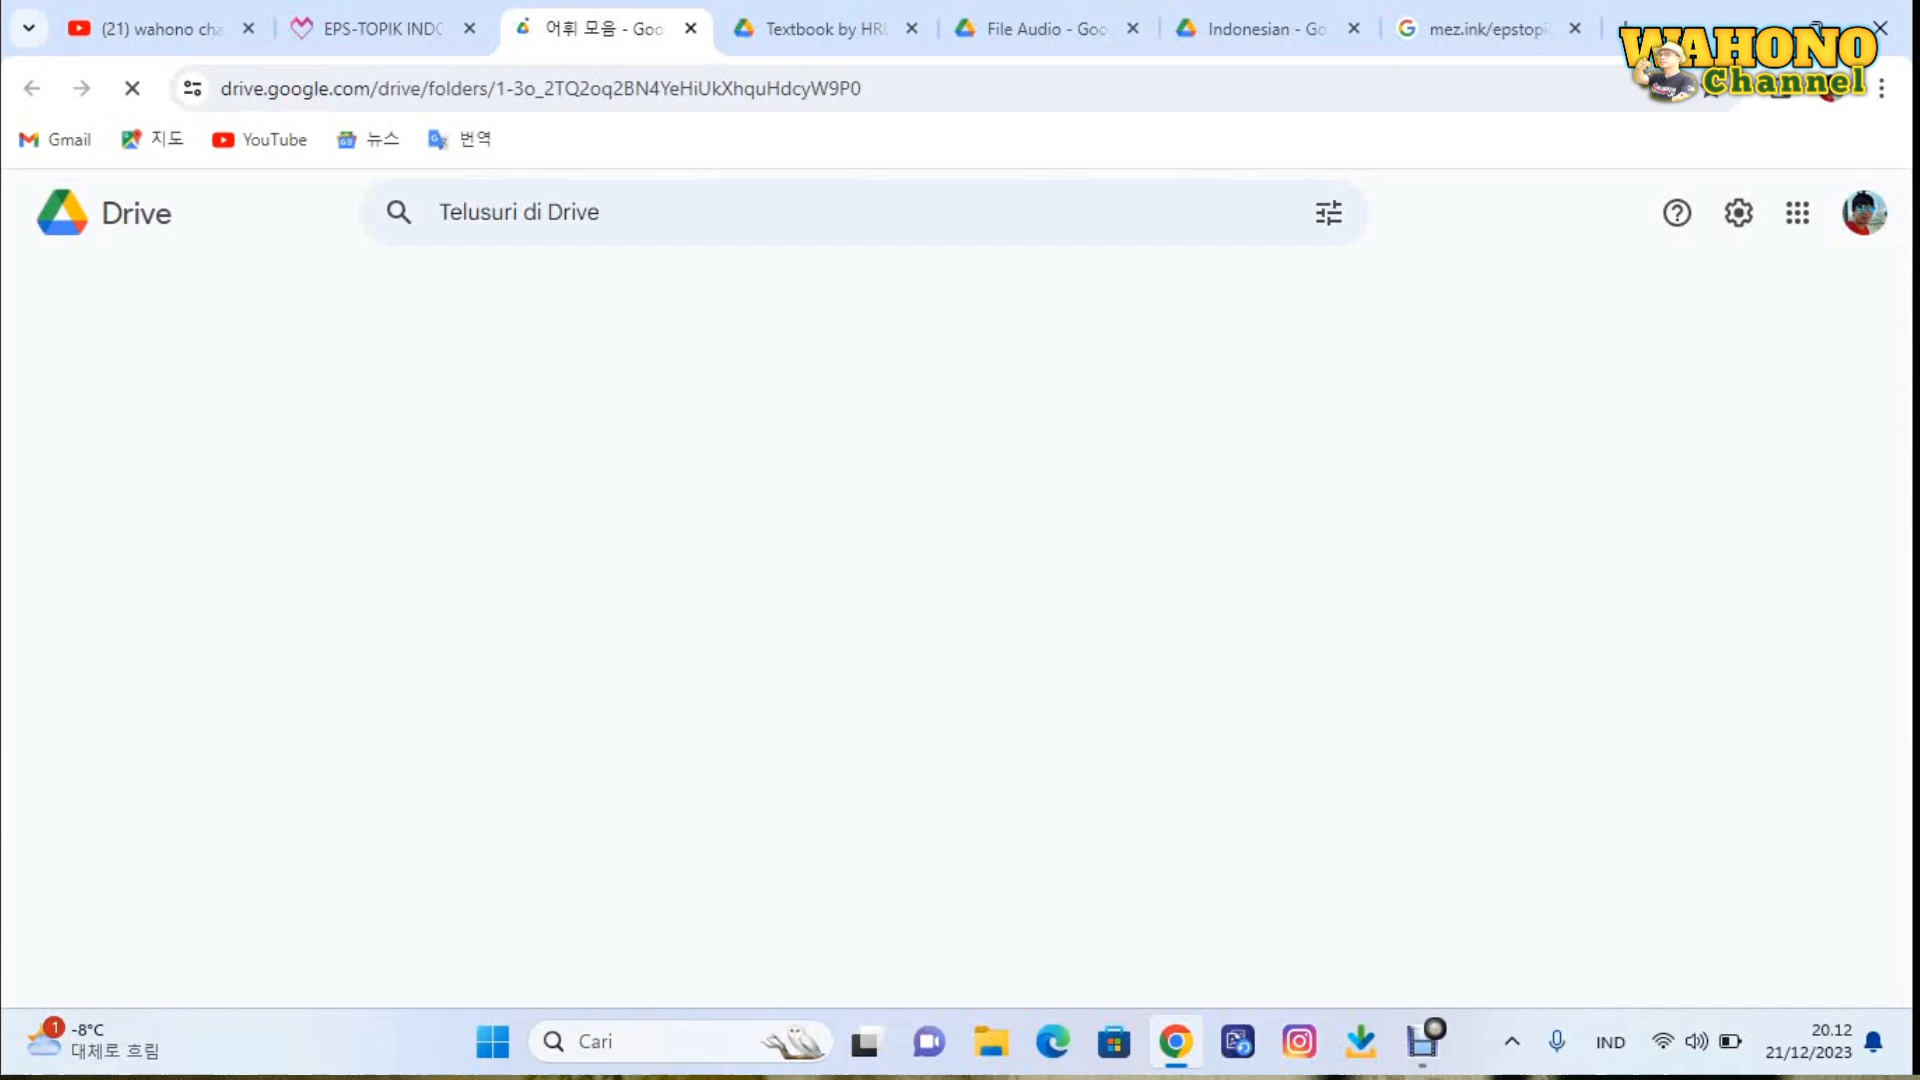 (21) wahono cha
EPS-TOPIK INDO
어휘 모음 - Goo
Textbook by HR
File Audio - Goo
Indonesian - Go
mez.ink/epstopi
WAHONO
Channel
drive.google.com/drive/folders/1-3o_2TQ2oq2BN4YeHiUkXhquHdcyW9P0
Gmail
지도
YouTube
뉴스
번역
Drive
Telusuri di Drive
1
-8°C
대체로 흐림
Cari
IND
20.12
21/12/2023